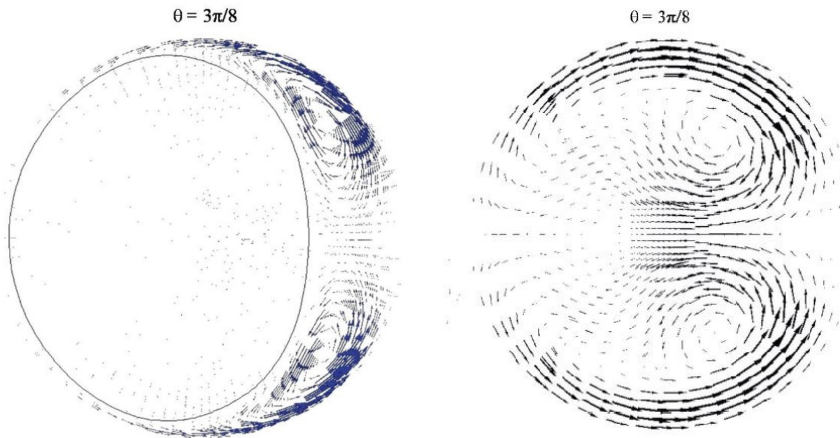 θ = 3π/8
θ = 3π/8